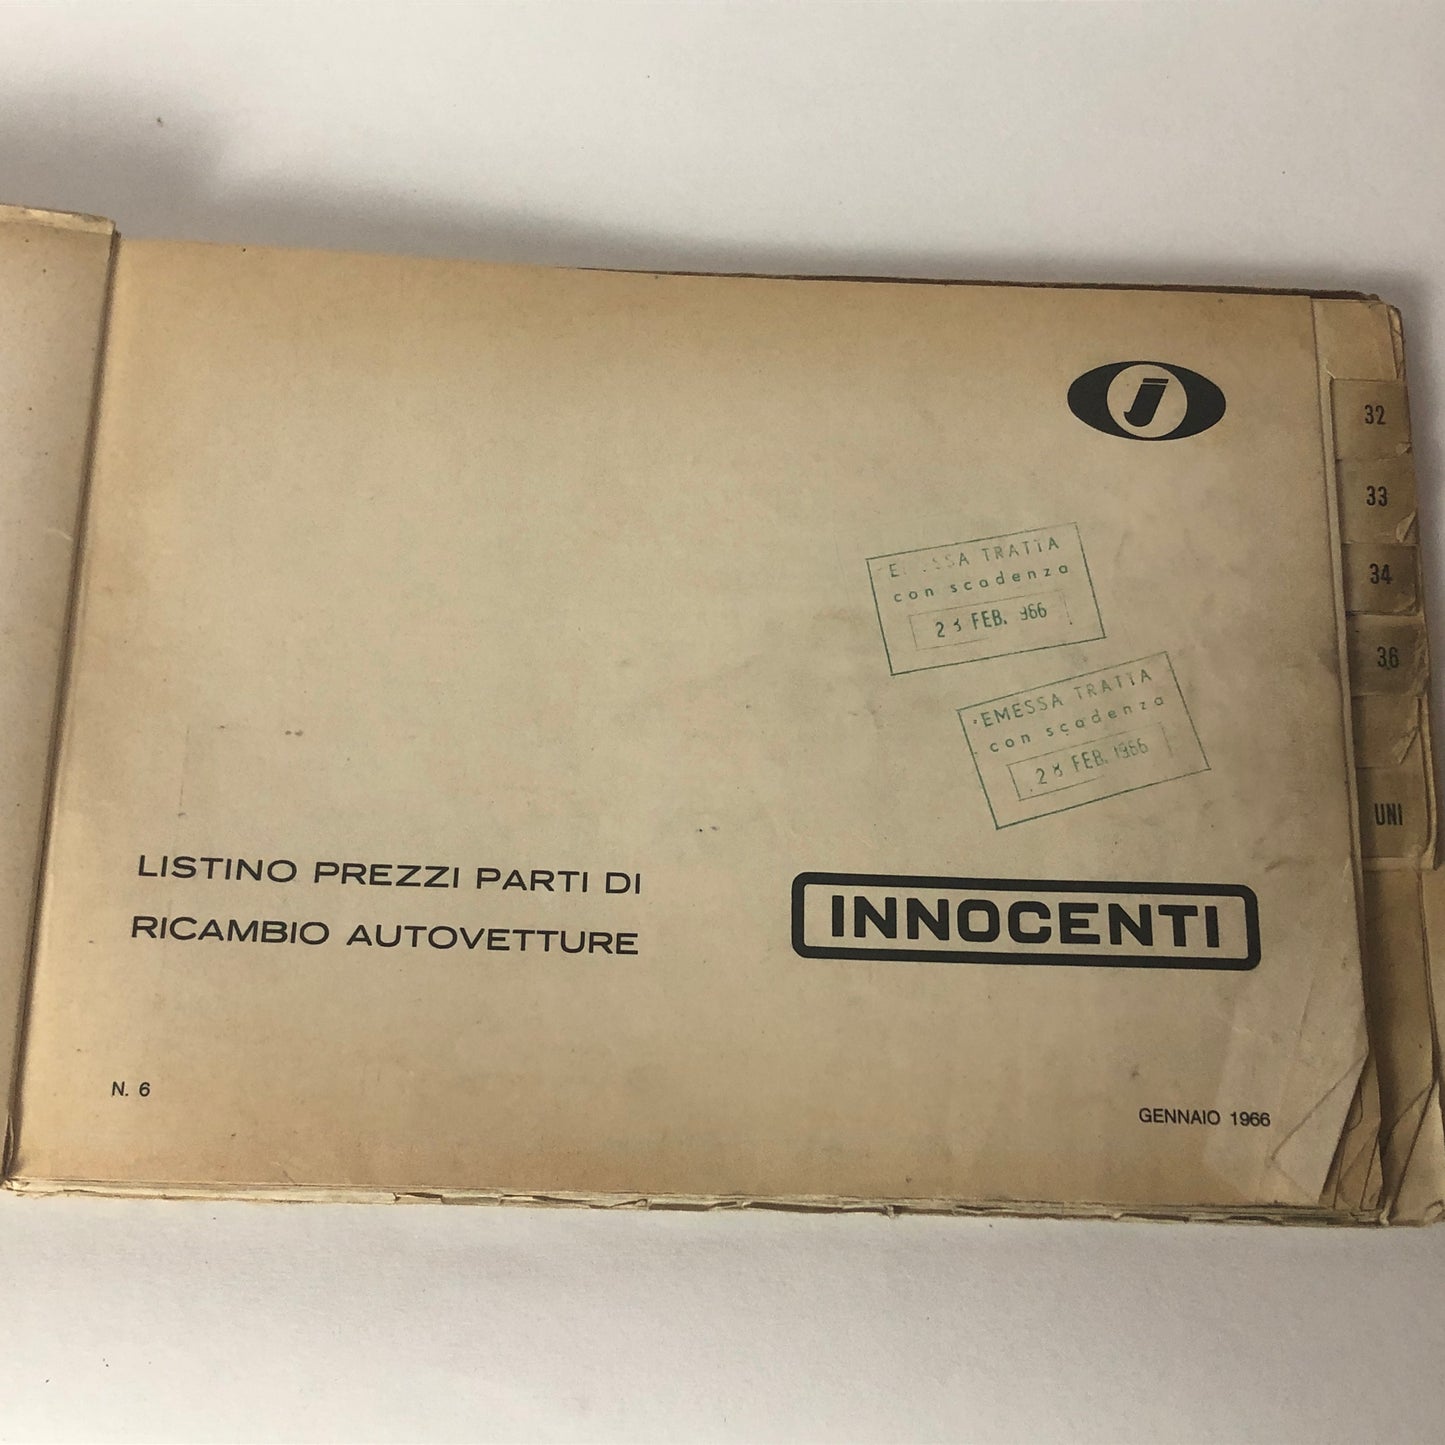 j
32
33
34
36
UNI
TRATTA
con scadenza
FEB. 966
EMESSA TRATTA
con scadenza
28 FEB. 1966
LISTINO PREZZI PARTI DI
RICAMBIO AUTOVETTURE
INNOCENTI
N. 6
GENNAIO 1966